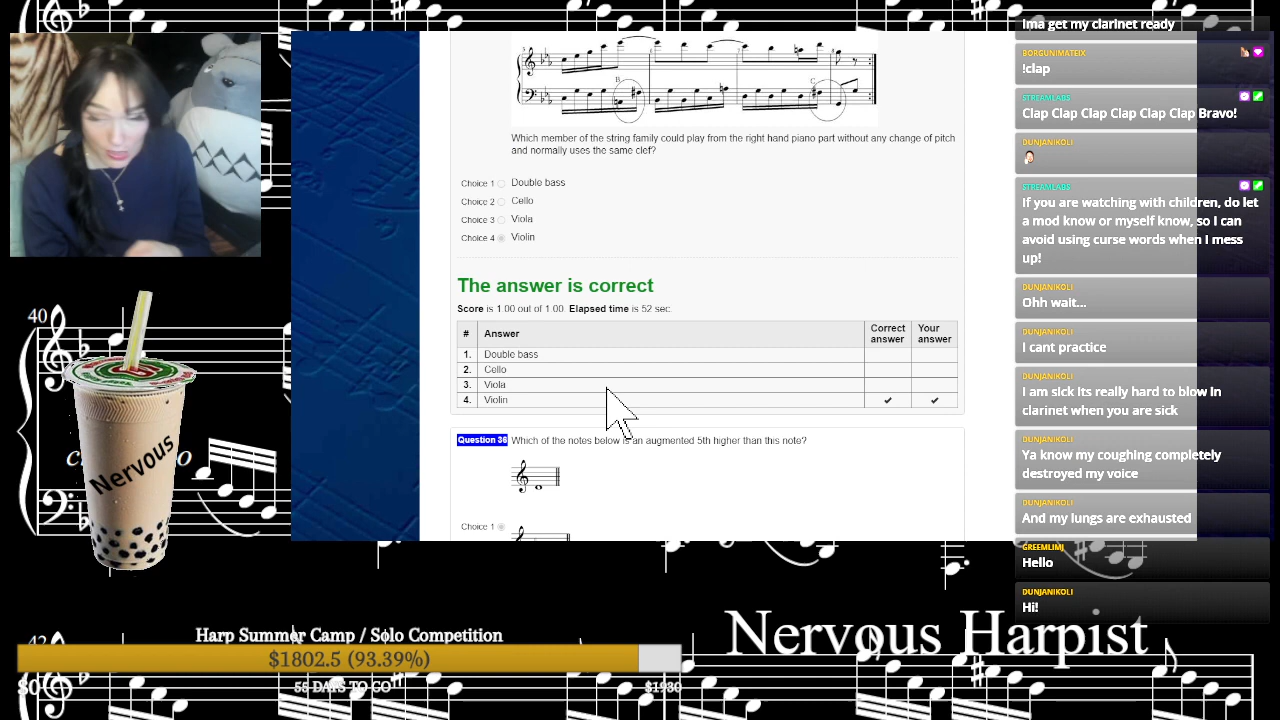 Which member of the string family could play from the right hand piano part without any change of pitch
and normally uses the same clef?
Choice 1 Double bass
Choice 2 Cello
Choice 3 Viola
Choice 4 Violin
The answer is correct
Score is 1.00 out of 1.00. Elapsed time is 52 sec.
# Answer Correct answer Your answer
1. Double bass
2. Cello
3. Viola
4. Violin ✔ ✔
Question 36 Which of the notes below is an augmented 5th higher than this note?
Choice 1
40
Nervous
42
Harp Summer Camp / Solo Competition
$1802.5 (93.39%)
$0
55 DAYS TO GO
$1930
Nervous Harpist
Ima get my clarinet ready
BORGUNIMATEIX
!clap
STREAMLABS
Clap Clap Clap Clap Clap Clap Bravo!
DUNJANIKOLI
STREAMLABS
If you are watching with children, do let
a mod know or myself know, so I can
avoid using curse words when I mess
up!
DUNJANIKOLI
Ohh wait...
DUNJANIKOLI
I cant practice
DUNJANIKOLI
I am sick its really hard to blow in
clarinet when you are sick
DUNJANIKOLI
Ya know my coughing completely
destroyed my voice
DUNJANIKOLI
And my lungs are exhausted
GREEMLIMJ
Hello
DUNJANIKOLI
Hi!